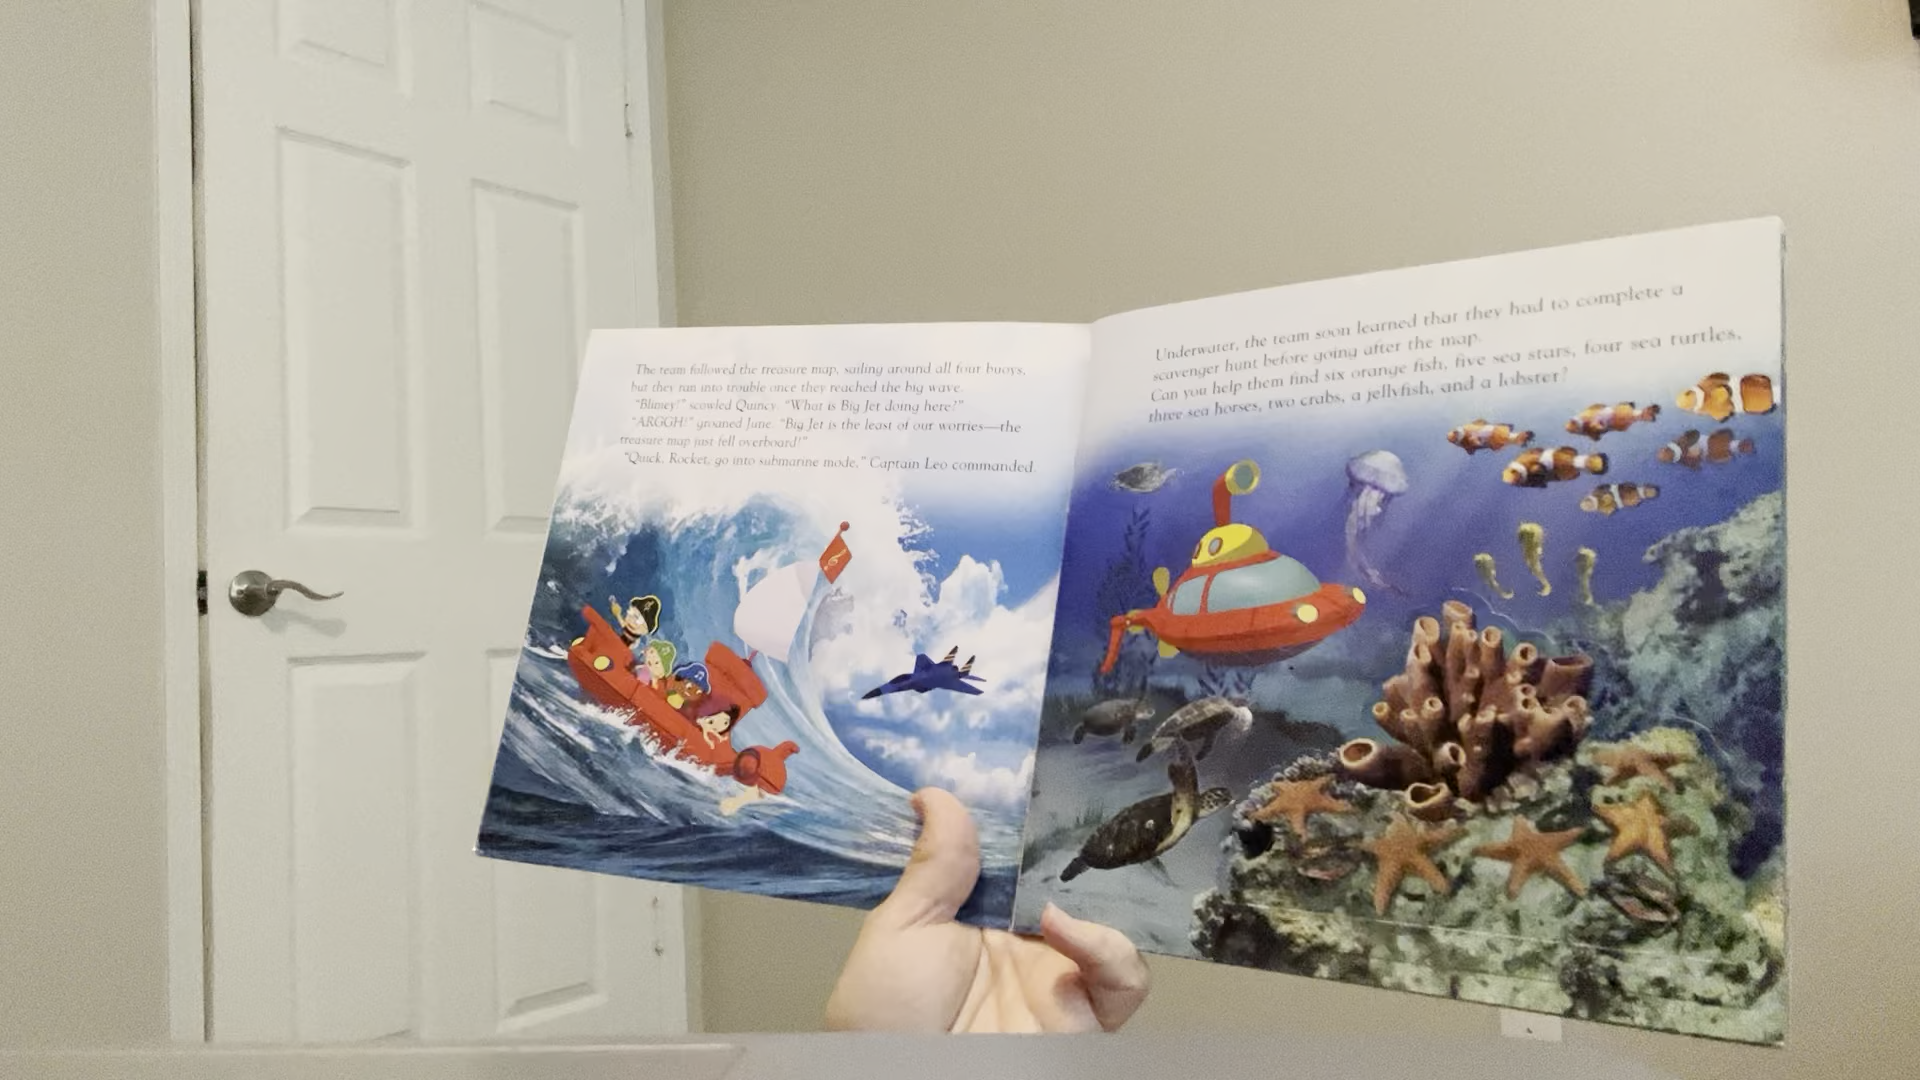 The team followed the treasure map, sailing around all four buoys,
but they ran into trouble once they reached the big wave.
"Blimey!" scowled Quincy. "What is Big Jet doing here?"
"ARGGH!" groaned June. "Big Jet is the least of our worries—the
treasure map just fell overboard!"
"Quick, Rocket, go into submarine mode," Captain Leo commanded.
Underwater, the team soon learned that they had to complete a
scavenger hunt before going after the map.
Can you help them find six orange fish, five sea stars, four sea turtles,
three sea horses, two crabs, a jellyfish, and a lobster?